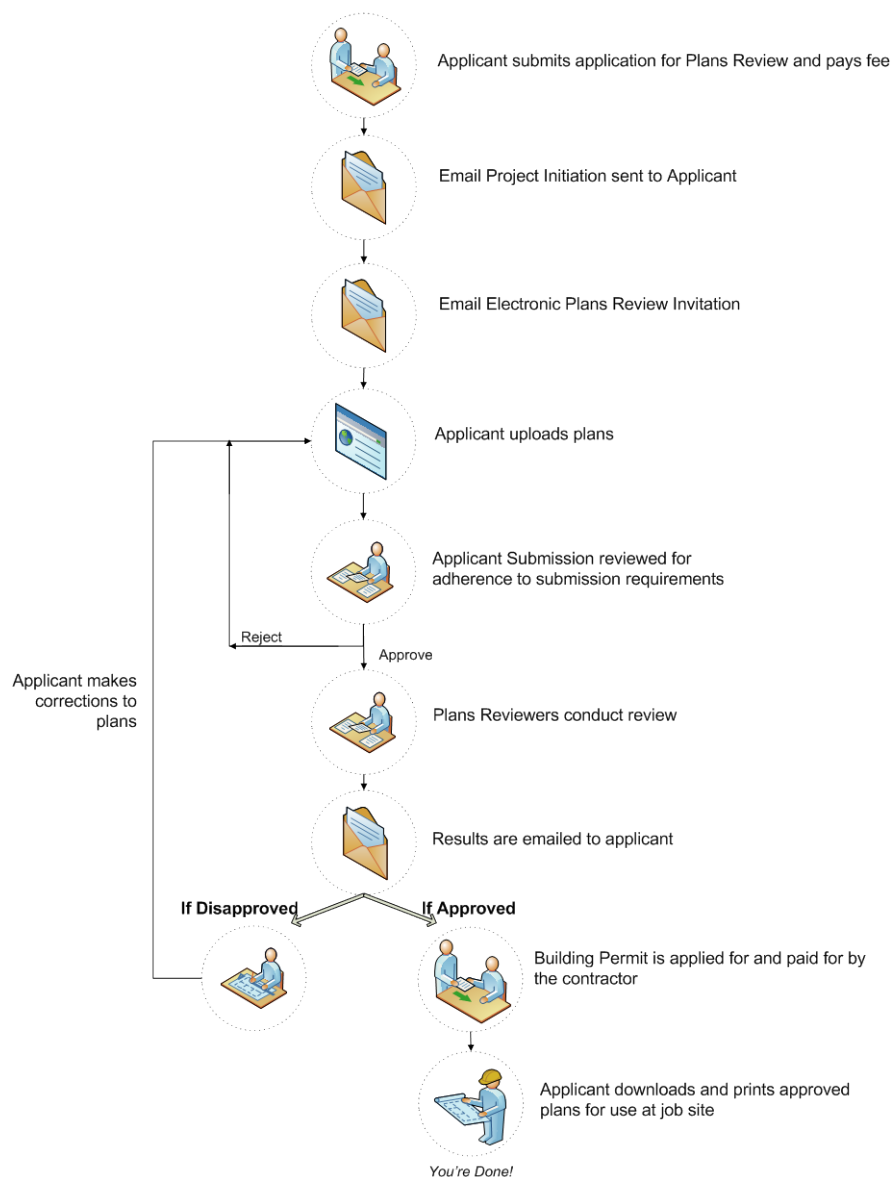 Applicant submits application for Plans Review and pays fee
Email Project Initiation sent to Applicant
Email Electronic Plans Review Invitation
Applicant uploads plans
Applicant Submission reviewed for
adherence to submission requirements
Reject
Approve
Applicant makes
corrections to
plans
Plans Reviewers conduct review
Results are emailed to applicant
If Disapproved
If Approved
Building Permit is applied for and paid for by
the contractor
Applicant downloads and prints approved
plans for use at job site
You're Done!